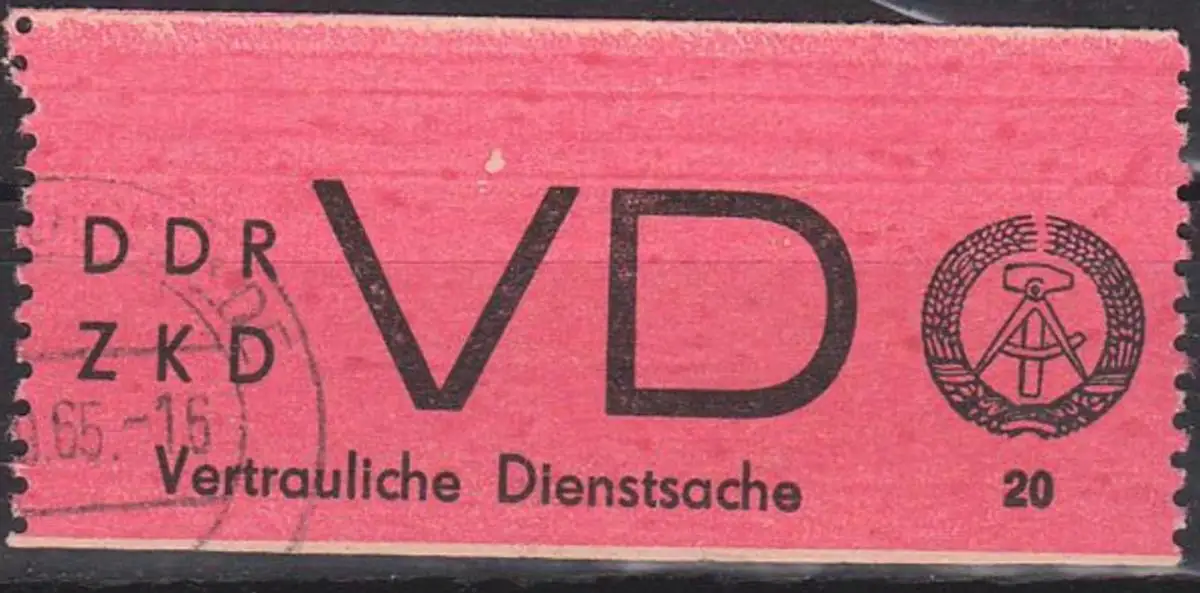 DDR
ZKD
VD
Vertrauliche Dienstsache
20
.65.-16